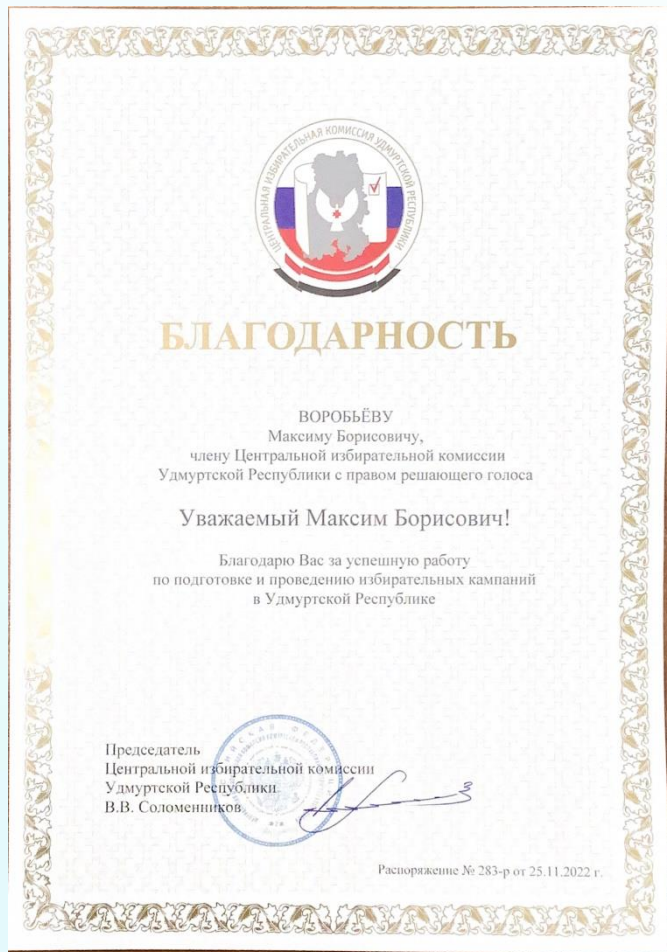 ЦЕНТРАЛЬНАЯ ИЗБИРАТЕЛЬНАЯ КОМИССИЯ УДМУРТСКОЙ РЕСПУБЛИКИ
БЛАГОДАРНОСТЬ
ВОРОБЬЁВУ
Максиму Борисовичу,
члену Центральной избирательной комиссии
Удмуртской Республики с правом решающего голоса
Уважаемый Максим Борисович!
Благодарю Вас за успешную работу
по подготовке и проведению избирательных кампаний
в Удмуртской Республике
Председатель
Центральной избирательной комиссии
Удмуртской Республики
В.В. Соломенников
Распоряжение № 283-р от 25.11.2022 г.